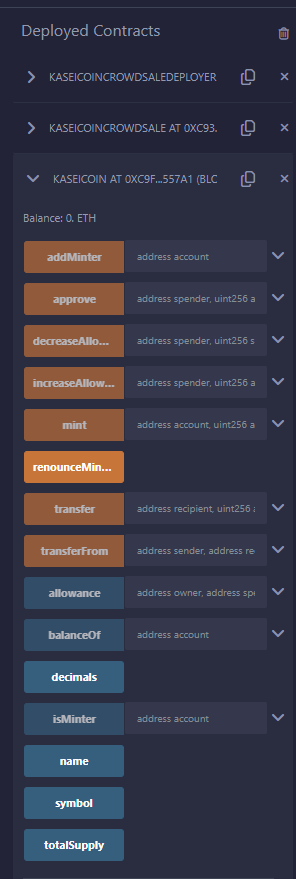 Deployed Contracts
KASEICOINCROWDSALEDEPLOYER
KASEICOINCROWDSALE AT 0XC93.
KASEICOIN AT 0XC9F...557A1 (BLC
Balance: 0. ETH
addMinter address account
approve address spender, uint256 a
decreaseAllo... address spender, uint256 s
increaseAllow... address spender, uint256 a
mint address account, uint256 a
renounceMin...
transfer address recipient, uint256 a
transferFrom address sender, address re
allowance address owner, address spe
balanceOf address account
decimals
isMinter address account
name
symbol
totalSupply